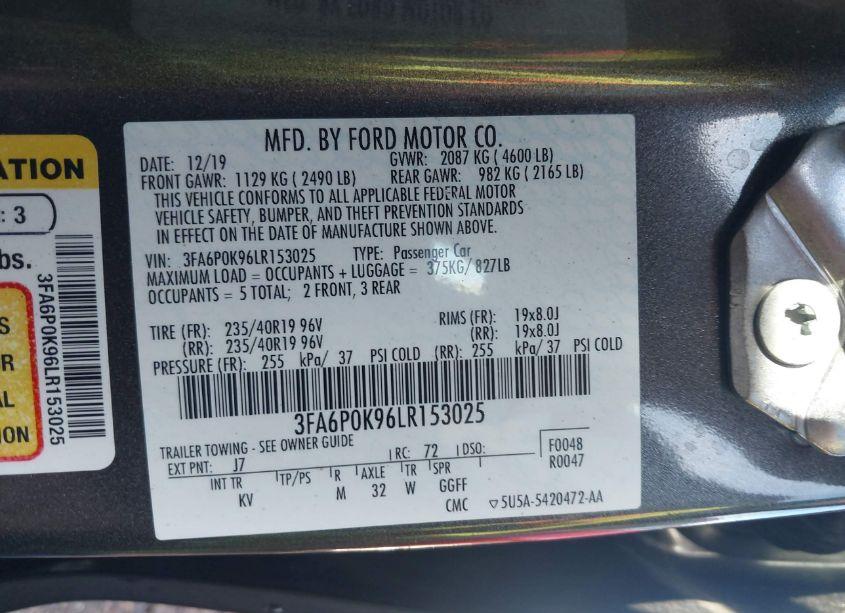 MFD. BY FORD MOTOR CO.
DATE: 12/19 GVWR: 2087 KG ( 4600 LB)
FRONT GAWR: 1129 KG ( 2490 LB) REAR GAWR: 982 KG ( 2165 LB)
THIS VEHICLE CONFORMS TO ALL APPLICABLE FEDERAL MOTOR
VEHICLE SAFETY, BUMPER, AND THEFT PREVENTION STANDARDS
IN EFFECT ON THE DATE OF MANUFACTURE SHOWN ABOVE.
VIN: 3FA6P0K96LR153025 TYPE: Passenger Car
MAXIMUM LOAD = OCCUPANTS + LUGGAGE = 375KG/ 827LB
OCCUPANTS = 5 TOTAL; 2 FRONT, 3 REAR
TIRE (FR): 235/40R19 96V RIMS (FR): 19x8.0J
(RR): 235/40R19 96V (RR): 19x8.0J
PRESSURE (FR): 255 kPa/ 37 PSI COLD (RR): 255 kPa/ 37 PSI COLD
3FA6P0K96LR153025
TRAILER TOWING - SEE OWNER GUIDE
EXT PNT: J7 RC: 72 DSO: F0048
R0047
INT TR TP/PS R AXLE TR SPR
KV M 32 W GGFF
CMC ▽5U5A-5420472-AA
ATION
: 3
bs.
S
R
AL
ION
3FA6P0K96LR153025